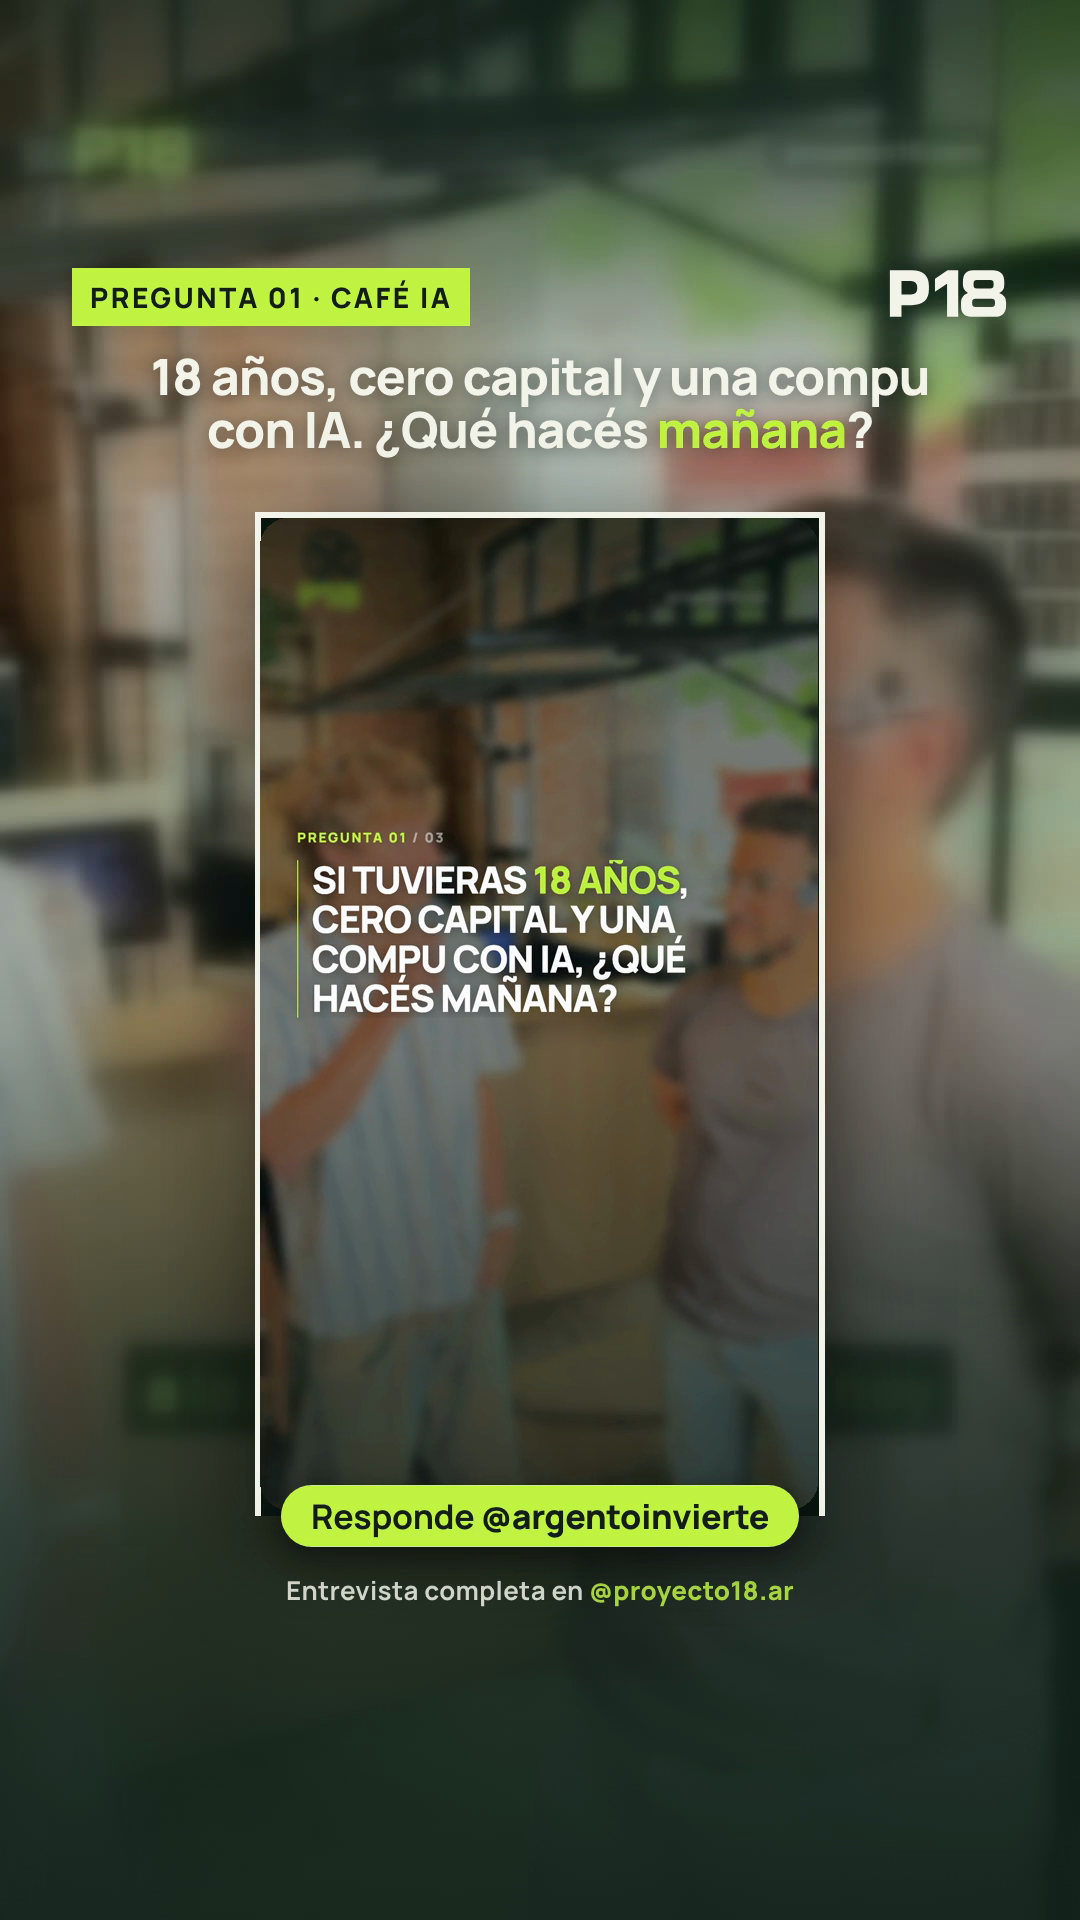 PREGUNTA 01 · CAFÉ IA
P18
18 años, cero capital y una compu
con IA. ¿Qué hacés mañana?
P18
PREGUNTA 01 / 03
SI TUVIERAS 18 AÑOS,
CERO CAPITAL Y UNA
COMPU CON IA, ¿QUÉ
HACÉS MAÑANA?
Responde @argentoinvierte
Entrevista completa en @proyecto18.ar